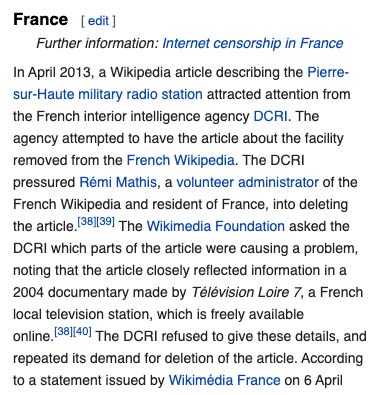 France [ edit ]
Further information: Internet censorship in France
In April 2013, a Wikipedia article describing the Pierre-
sur-Haute military radio station attracted attention from
the French interior intelligence agency DCRI. The
agency attempted to have the article about the facility
removed from the French Wikipedia. The DCRI
pressured Rémi Mathis, a volunteer administrator of the
French Wikipedia and resident of France, into deleting
the article.[38][39] The Wikimedia Foundation asked the
DCRI which parts of the article were causing a problem,
noting that the article closely reflected information in a
2004 documentary made by Télévision Loire 7, a French
local television station, which is freely available
online.[38][40] The DCRI refused to give these details, and
repeated its demand for deletion of the article. According
to a statement issued by Wikimédia France on 6 April